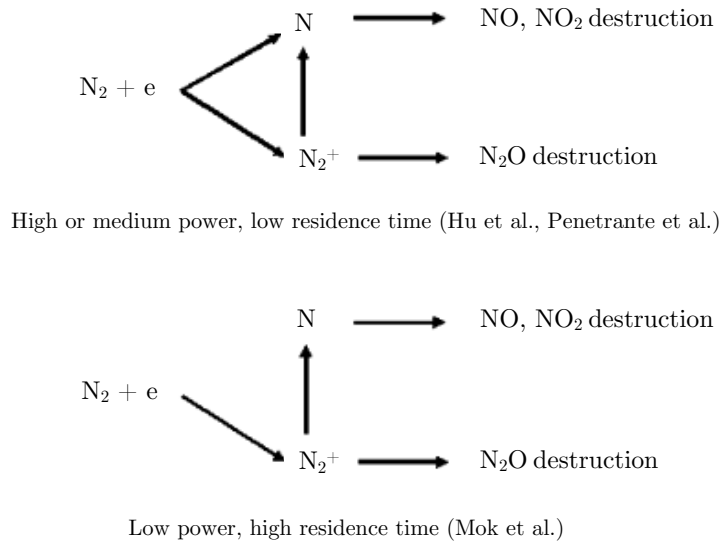 N NO, NO₂ destruction
N₂ + e
N₂⁺ N₂O destruction
High or medium power, low residence time (Hu et al., Penetrante et al.)
N NO, NO₂ destruction
N₂ + e
N₂⁺ N₂O destruction
Low power, high residence time (Mok et al.)